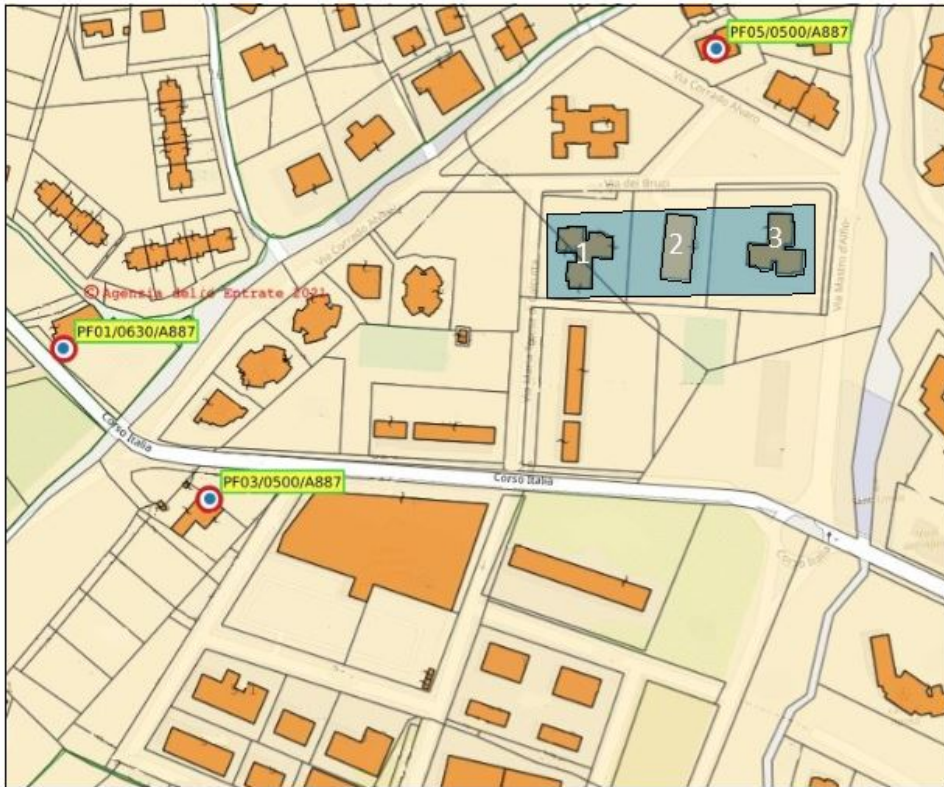 PF05/0500/A887
Via Corrado Alvaro
Via dei Bruci
Via Corrado Alvaro
1
2
3
©Agenzia delle Entrate 2021
PF01/0630/A887
Corso Italia
PF03/0500/A887
Corso Italia
Corso Italia